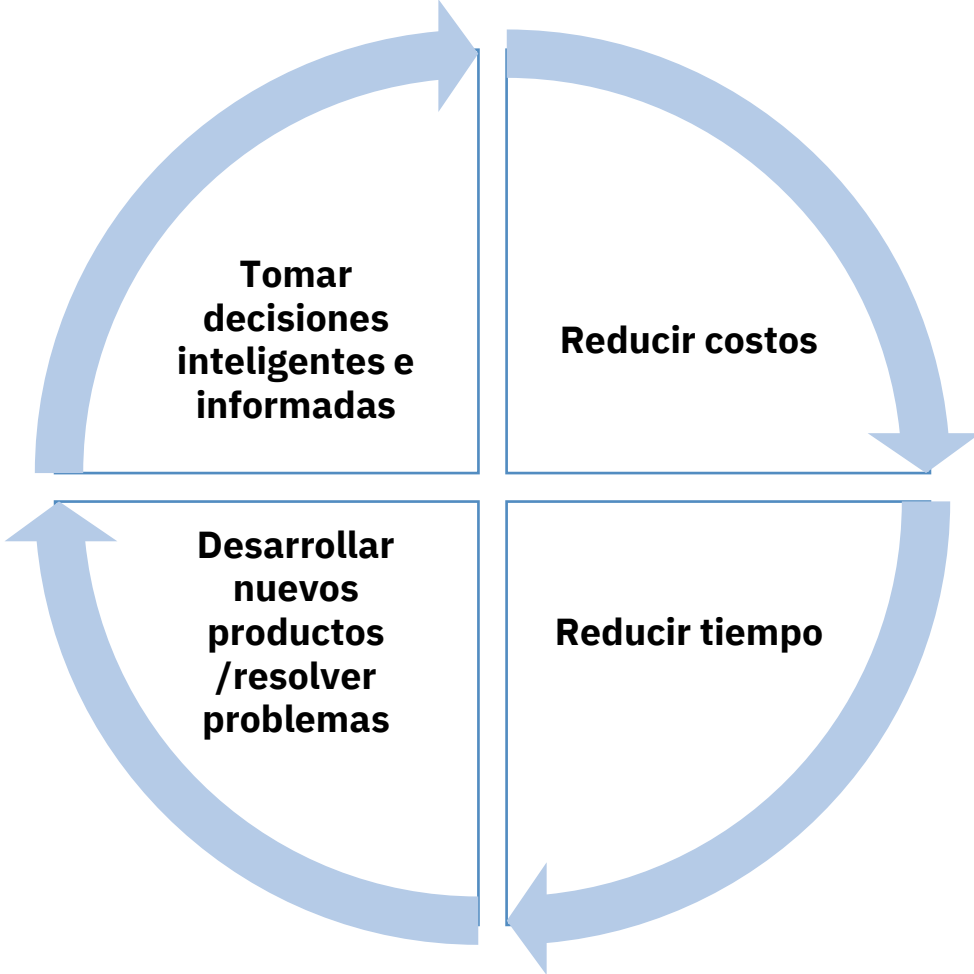 Tomar
decisiones
inteligentes e
informadas
Reducir costos
Desarrollar
nuevos
productos
/resolver
problemas
Reducir tiempo